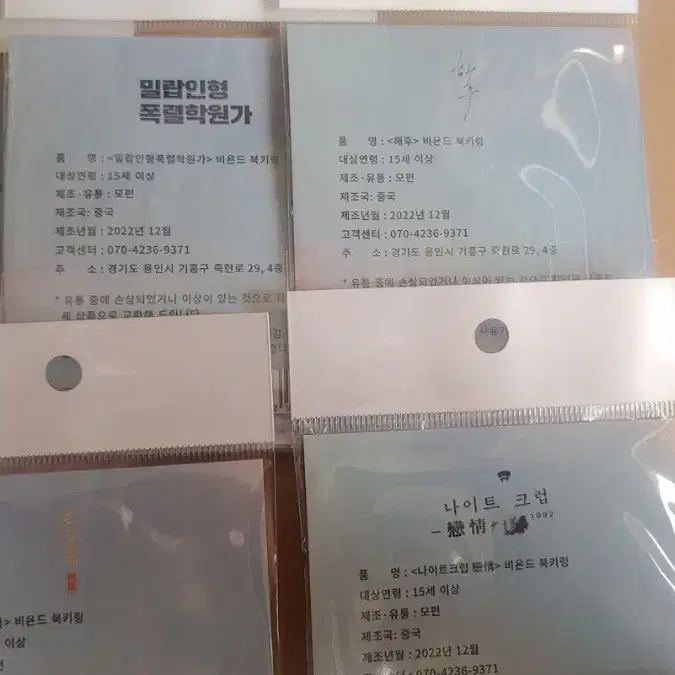 밀랍인형
폭렬학원가
품 명 : <밀랍인형폭렬학원가> 비욘드 북키링
대상연령 : 15세 이상
제조·유통 : 모펀
제조국: 중국
제조년월 : 2022년 12월
고객센터 : 070-4236-9371
주 소 : 경기도 용인시 기흥구 죽현로 29, 4층
* 유통 중에 손상되었거나 이상이 있는 것으로
세 상품으로 교환해 드립니다
해후
품 명 : <해후> 비욘드 북키링
대상연령 : 15세 이상
제조·유통 : 모펀
제조국: 중국
제조년월 : 2022년 12월
고객센터 : 070-4236-9371
주 소 : 경기도 용인시 기흥구 죽현로 29, 4층
* 유통 중에 손상되었거나 이상이 있는
> 비욘드 북키링
이상
모펀
나이트 크럽
- 戀情 1992
품 명 : <나이트크럽 戀情> 비욘드 북키링
대상연령 : 15세 이상
제조·유통 : 모펀
제조국: 중국
제조년월 : 2022년 12월
: 070-4236-9371